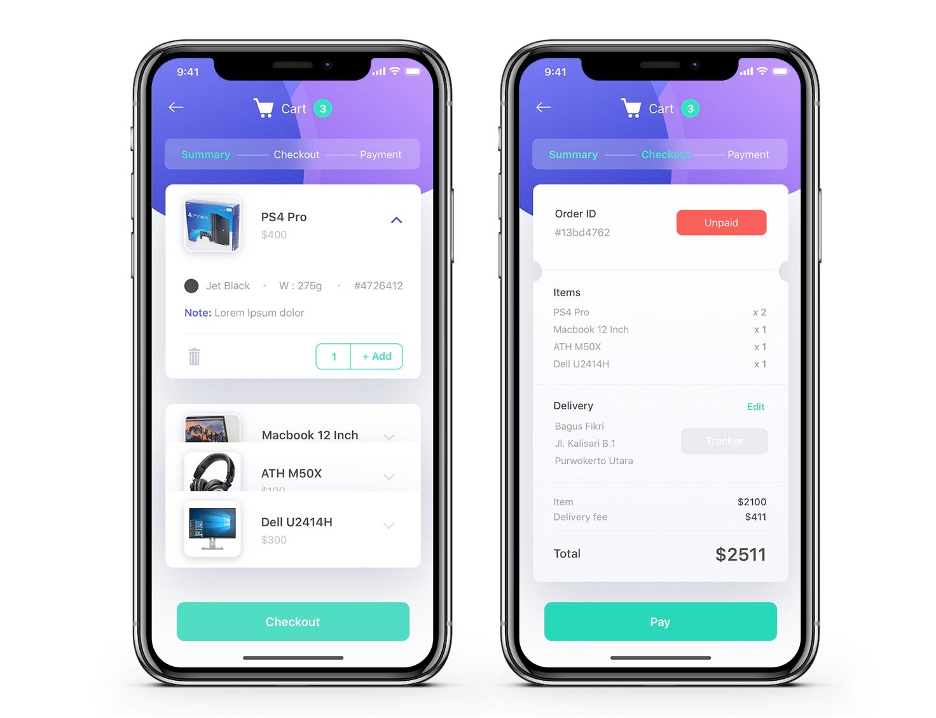 9:41
Cart 3
Summary Checkout Payment
PS4 Pro
$400
Jet Black • W : 275g • #4726412
Note: Lorem Ipsum dolor
1 + Add
Macbook 12 Inch
ATH M50X
$100
Dell U2414H
$300
Checkout
9:41
Cart 3
Summary Checkout Payment
Order ID
#13bd4762
Unpaid
Items
PS4 Pro x 2
Macbook 12 Inch x 1
ATH M50X x 1
Dell U2414H x 1
Delivery Edit
Bagus Fikri
Jl. Kalisari B.1
Purwokerto Utara
Tracker
Item $2100
Delivery fee $411
Total $2511
Pay